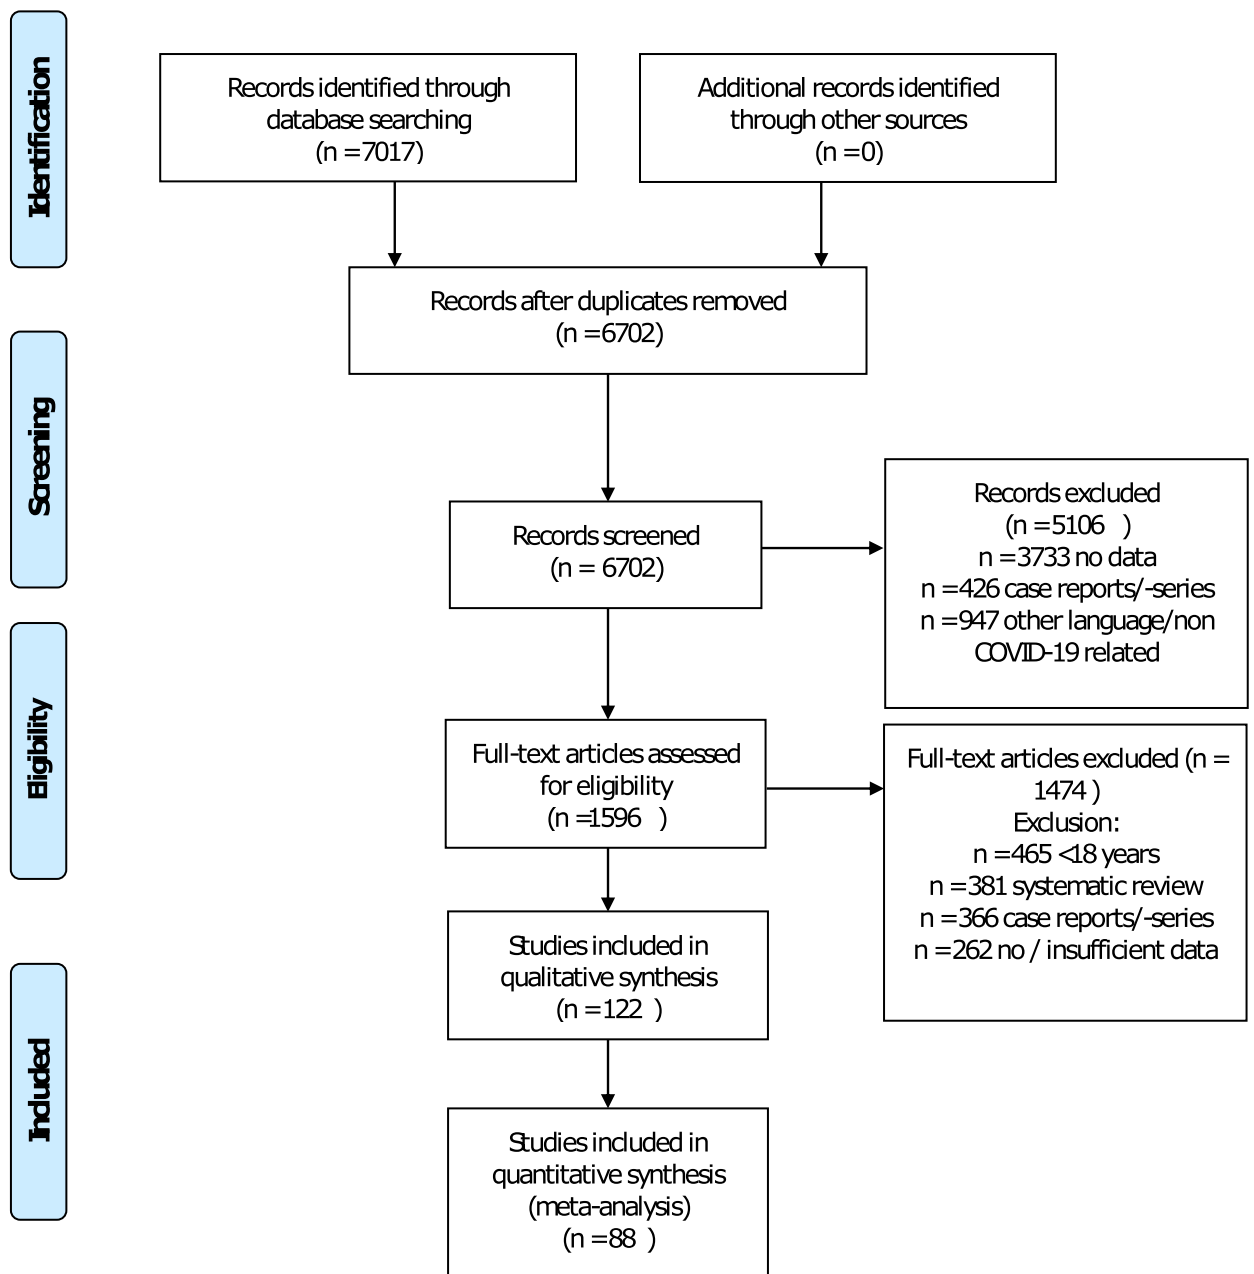 Identification
Records identified through
database searching
(n = 7017)
Additional records identified
through other sources
(n = 0)
Records after duplicates removed
(n = 6702)
Screening
Records screened
(n = 6702)
Records excluded
(n = 5106 )
n = 3733 no data
n = 426 case reports/-series
n = 947 other language/non
COVID-19 related
Eligibility
Full-text articles assessed
for eligibility
(n =1596 )
Full-text articles excluded (n =
1474 )
Exclusion:
n = 465 <18 years
n = 381 systematic review
n = 366 case reports/-series
n = 262 no / insufficient data
Studies included in
qualitative synthesis
(n = 122 )
Included
Studies included in
quantitative synthesis
(meta-analysis)
(n = 88 )